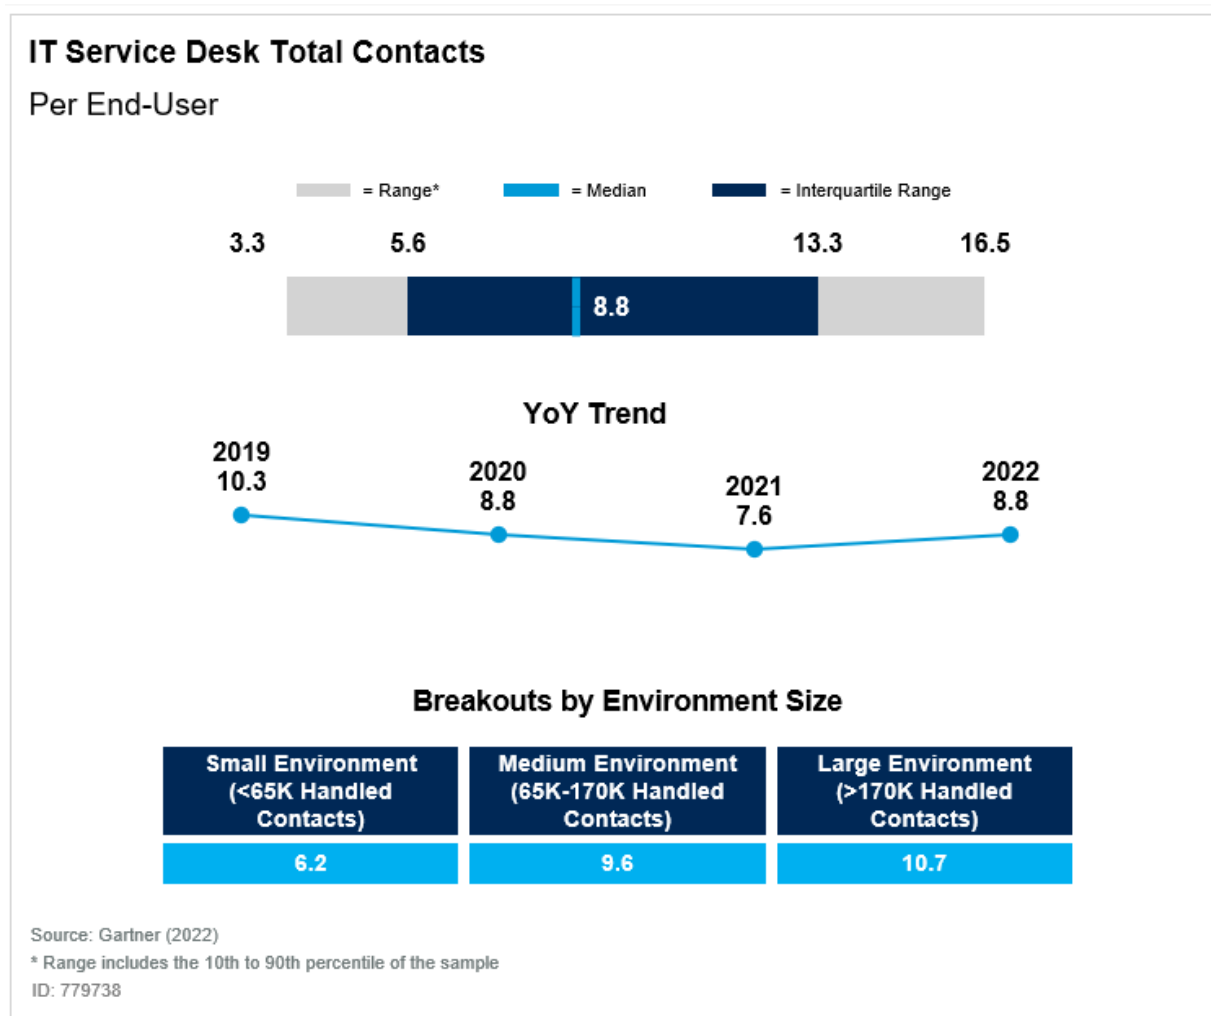 IT Service Desk Total Contacts
Per End-User
= Range*
= Median
= Interquartile Range
3.3
5.6
13.3
16.5
8.8
YoY Trend
2019
10.3
2020
8.8
2021
7.6
2022
8.8
Breakouts by Environment Size
Small Environment
(<65K Handled
Contacts)
Medium Environment
(65K-170K Handled
Contacts)
Large Environment
(>170K Handled
Contacts)
6.2
9.6
10.7
Source: Gartner (2022)
* Range includes the 10th to 90th percentile of the sample
ID: 779738